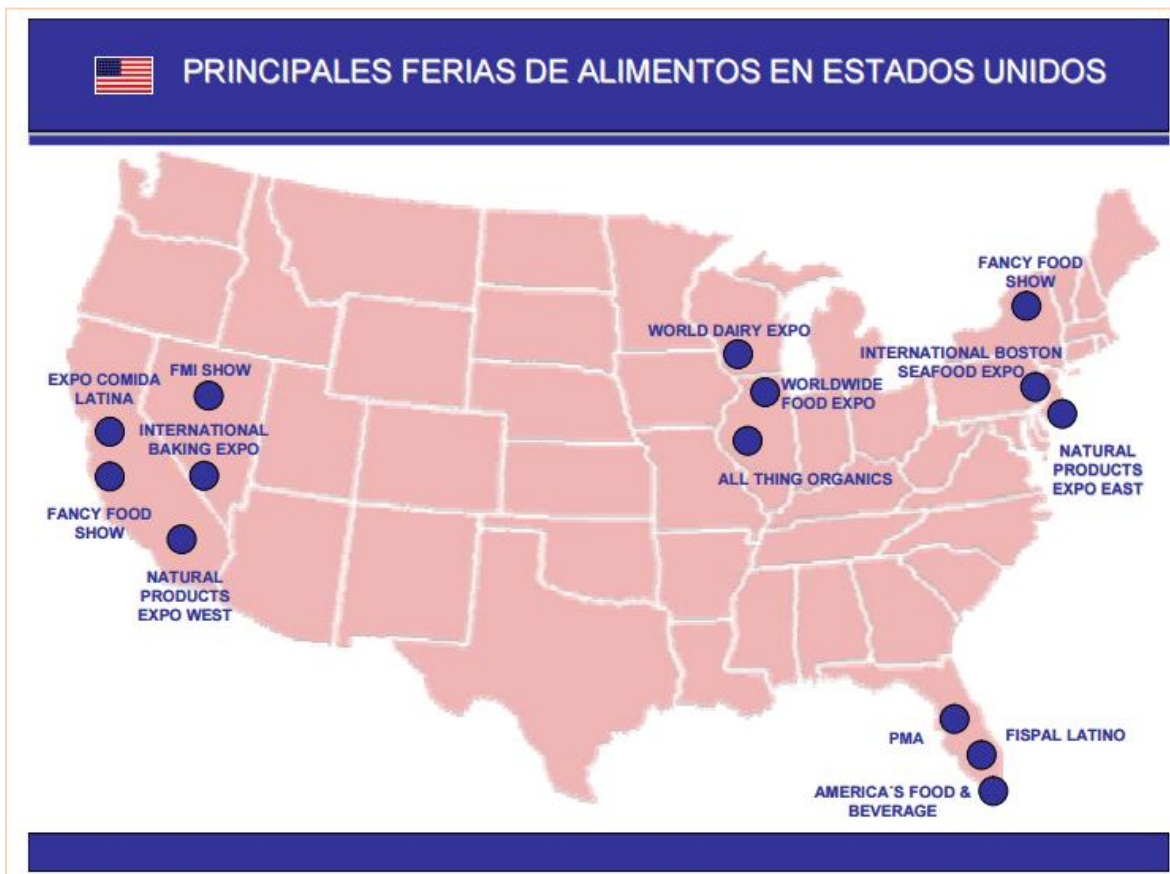 PRINCIPALES FERIAS DE ALIMENTOS EN ESTADOS UNIDOS
FANCY FOOD
SHOW
WORLD DAIRY EXPO
INTERNATIONAL BOSTON
SEAFOOD EXPO
EXPO COMIDA
LATINA
FMI SHOW
WORLDWIDE
FOOD EXPO
INTERNATIONAL
BAKING EXPO
NATURAL
PRODUCTS
EXPO EAST
ALL THING ORGANICS
FANCY FOOD
SHOW
NATURAL
PRODUCTS
EXPO WEST
PMA
FISPAL LATINO
AMERICA´S FOOD &
BEVERAGE